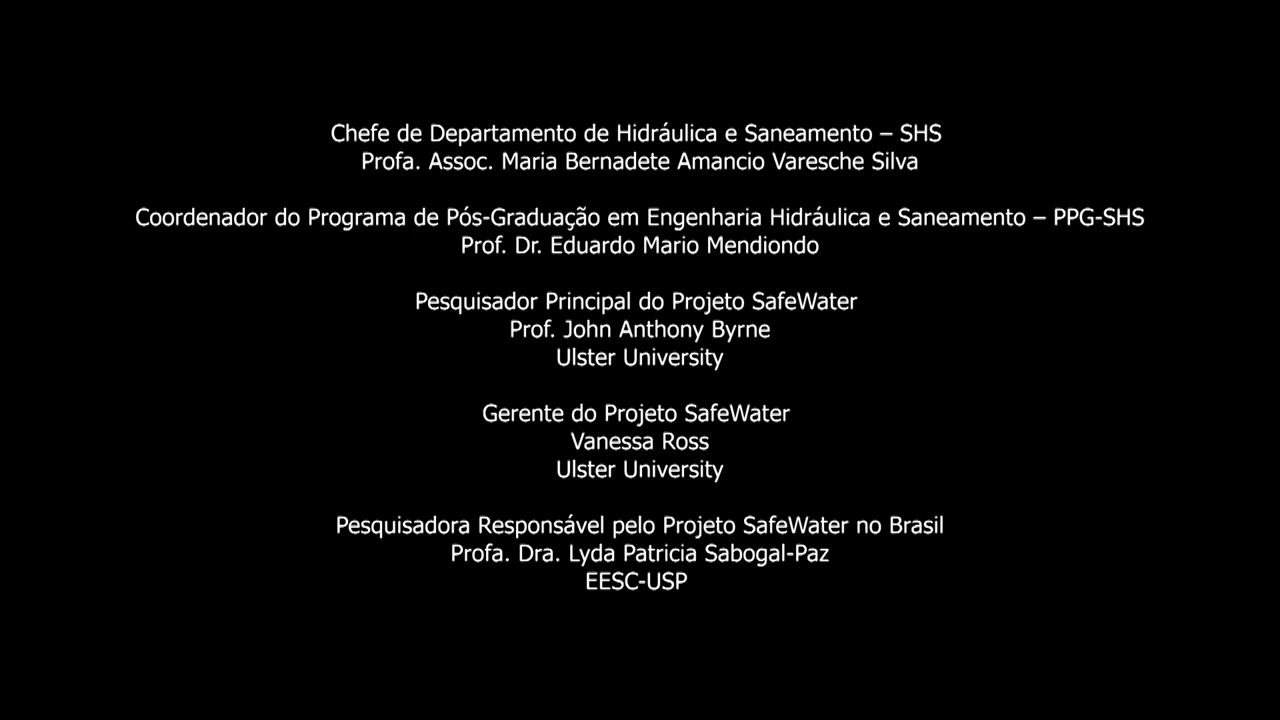 Chefe de Departamento de Hidráulica e Saneamento – SHS
Profa. Assoc. Maria Bernadete Amancio Varesche Silva
Coordenador do Programa de Pós-Graduação em Engenharia Hidráulica e Saneamento – PPG-SHS
Prof. Dr. Eduardo Mario Mendiondo
Pesquisador Principal do Projeto SafeWater
Prof. John Anthony Byrne
Ulster University
Gerente do Projeto SafeWater
Vanessa Ross
Ulster University
Pesquisadora Responsável pelo Projeto SafeWater no Brasil
Profa. Dra. Lyda Patricia Sabogal-Paz
EESC-USP